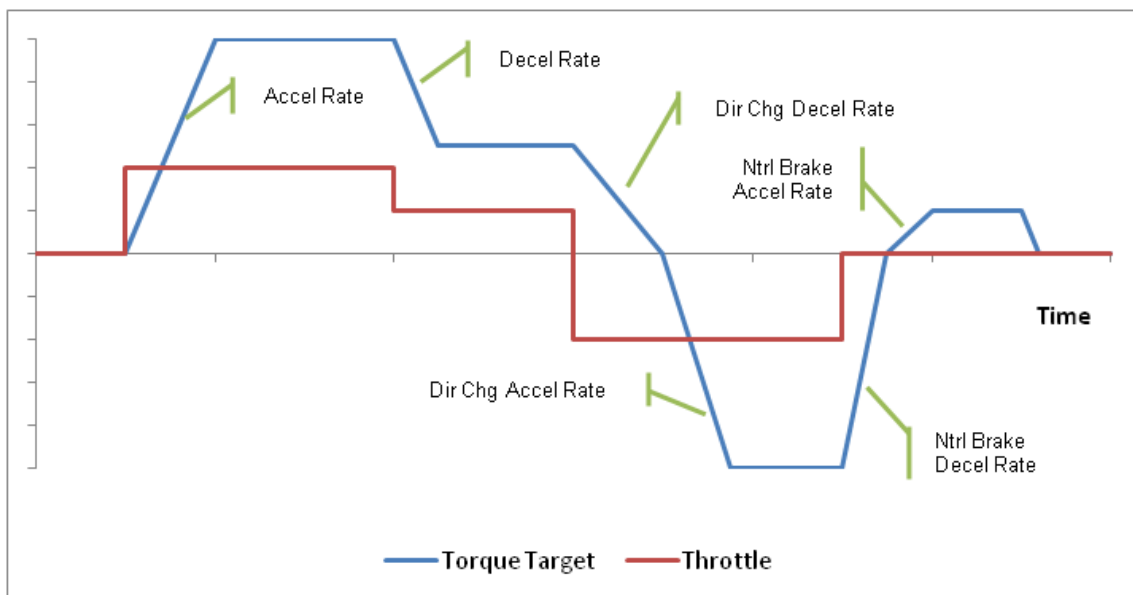 Decel Rate
Accel Rate
Dir Chg Decel Rate
Ntrl Brake
Accel Rate
Time
Dir Chg Accel Rate
Ntrl Brake
Decel Rate
Torque Target
Throttle